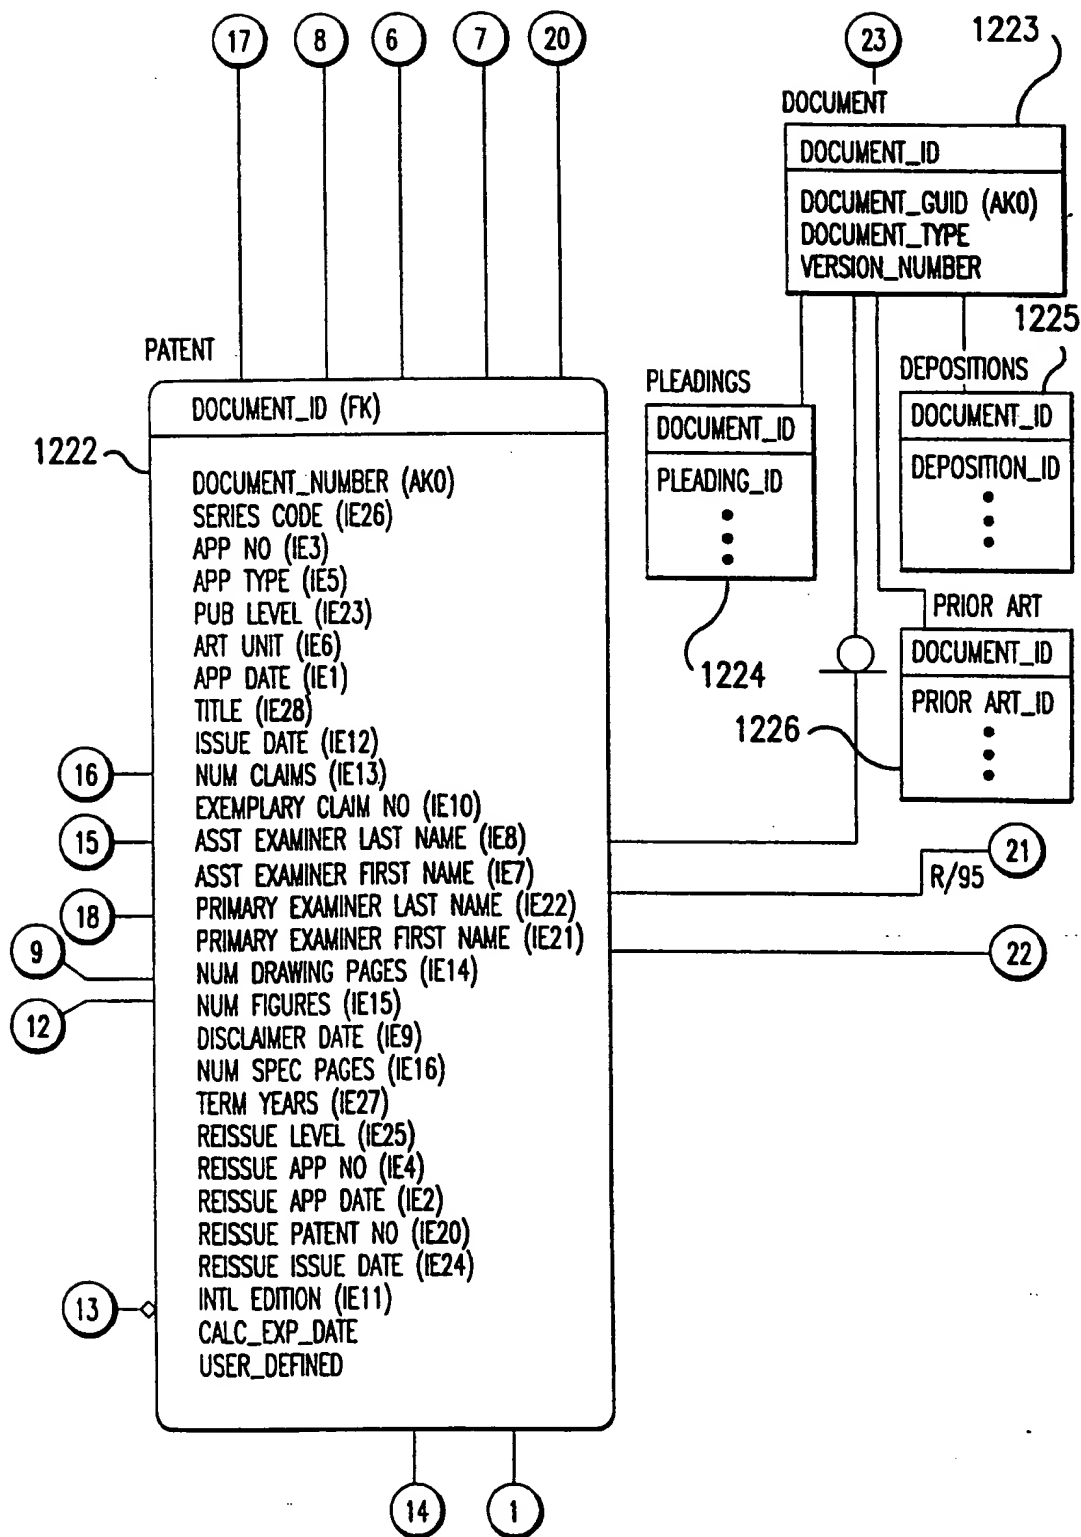 17 8 6 7 20
23
1223
DOCUMENT
DOCUMENT_ID
DOCUMENT_GUID (AK0)
DOCUMENT_TYPE
VERSION_NUMBER
1225
PLEADINGS
DOCUMENT_ID
PLEADING_ID
1224
DEPOSITIONS
DOCUMENT_ID
DEPOSITION_ID
PRIOR ART
DOCUMENT_ID
PRIOR ART_ID
1226
PATENT
DOCUMENT_ID (FK)
1222
DOCUMENT_NUMBER (AK0)
SERIES CODE (IE26)
APP NO (IE3)
APP TYPE (IE5)
PUB LEVEL (IE23)
ART UNIT (IE6)
APP DATE (IE1)
TITLE (IE28)
ISSUE DATE (IE12)
NUM CLAIMS (IE13)
EXEMPLARY CLAIM NO (IE10)
ASST EXAMINER LAST NAME (IE8)
ASST EXAMINER FIRST NAME (IE7)
PRIMARY EXAMINER LAST NAME (IE22)
PRIMARY EXAMINER FIRST NAME (IE21)
NUM DRAWING PAGES (IE14)
NUM FIGURES (IE15)
DISCLAIMER DATE (IE9)
NUM SPEC PAGES (IE16)
TERM YEARS (IE27)
REISSUE LEVEL (IE25)
REISSUE APP NO (IE4)
REISSUE APP DATE (IE2)
REISSUE PATENT NO (IE20)
REISSUE ISSUE DATE (IE24)
INTL EDITION (IE11)
CALC_EXP_DATE
USER_DEFINED
16
15
18
9
12
13
21
R/95
22
14 1